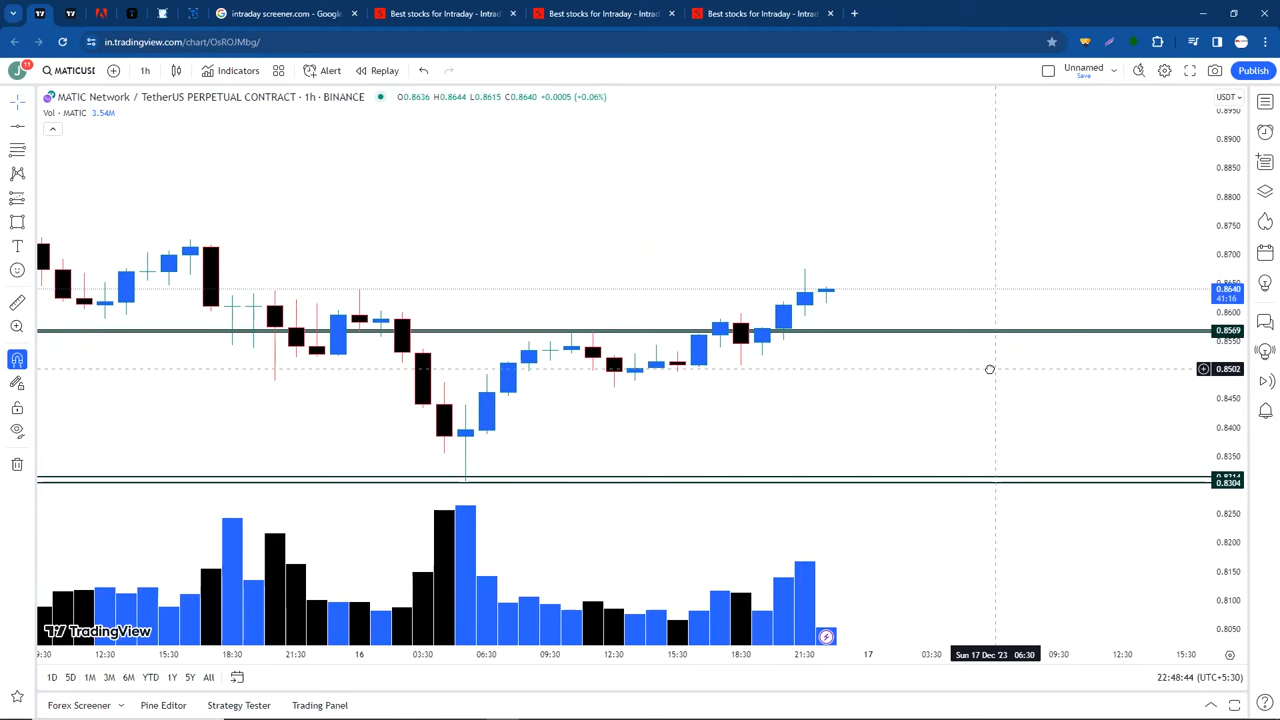 intraday screener.com - Google
Best stocks for Intraday - Intrad
Best stocks for Intraday - Intrad
Best stocks for Intraday - Intrad
in.tradingview.com/chart/OsROJMbg/
J
11
MATICUSI
1h
Indicators
Alert
Replay
Unnamed
Save
Publish
MATIC Network / TetherUS PERPETUAL CONTRACT · 1h · BINANCE
O0.8636 H0.8644 L0.8615 C0.8640 +0.0005 (+0.06%)
USDT
Vol · MATIC 3.54M
0.8950
0.8900
0.8850
0.8800
0.8750
0.8700
0.8640
41:16
0.8600
0.8569
0.8550
0.8502
0.8450
0.8400
0.8350
0.8314
0.8304
0.8250
0.8200
0.8150
0.8100
0.8050
TradingView
9:30
12:30
15:30
18:30
21:30
16
03:30
06:30
09:30
12:30
15:30
18:30
21:30
17
03:30
Sun 17 Dec '23 06:30
09:30
12:30
15:30
1D 5D 1M 3M 6M YTD 1Y 5Y All
22:48:44 (UTC+5:30)
Forex Screener
Pine Editor
Strategy Tester
Trading Panel